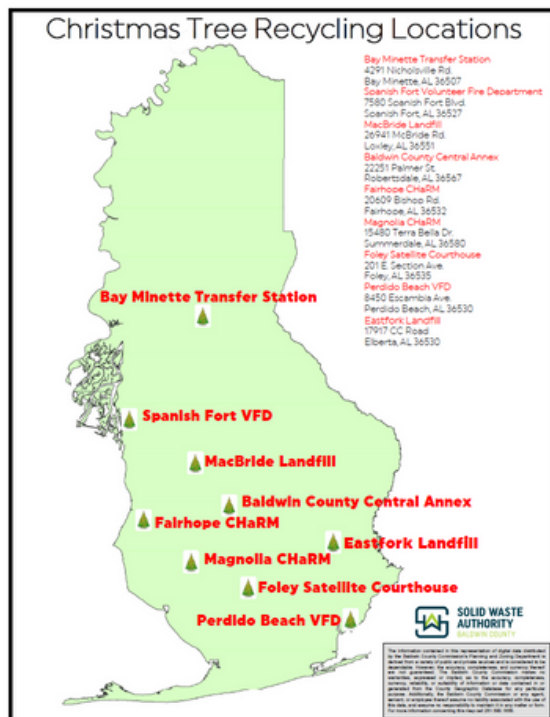 Christmas Tree Recycling Locations
Bay Minette Transfer Station
4291 Nicholsville Rd.
Bay Minette, AL 36507
Spanish Fort Volunteer Fire Department
7580 Spanish Fort Blvd.
Spanish Fort, AL 36527
MacBride Landfill
26941 McBride Rd.
Loxley, AL 36551
Baldwin County Central Annex
22251 Palmer St.
Robertsdale, AL 36567
Fairhope CHaRM
20609 Bishop Rd.
Fairhope, AL 36532
Magnolia CHaRM
15480 Terra Bella Dr.
Summerdale, AL 36580
Foley Satellite Courthouse
201 E. Section Ave.
Foley, AL 36535
Perdido Beach VFD
8450 Escambia Ave.
Perdido Beach, AL 36530
Eastfork Landfill
17917 CC Road
Elberta, AL 36530
Bay Minette Transfer Station
Spanish Fort VFD
MacBride Landfill
Baldwin County Central Annex
Fairhope CHaRM
Eastfork Landfill
Magnolia CHaRM
Foley Satellite Courthouse
Perdido Beach VFD
SOLID WASTE
AUTHORITY
BALDWIN COUNTY